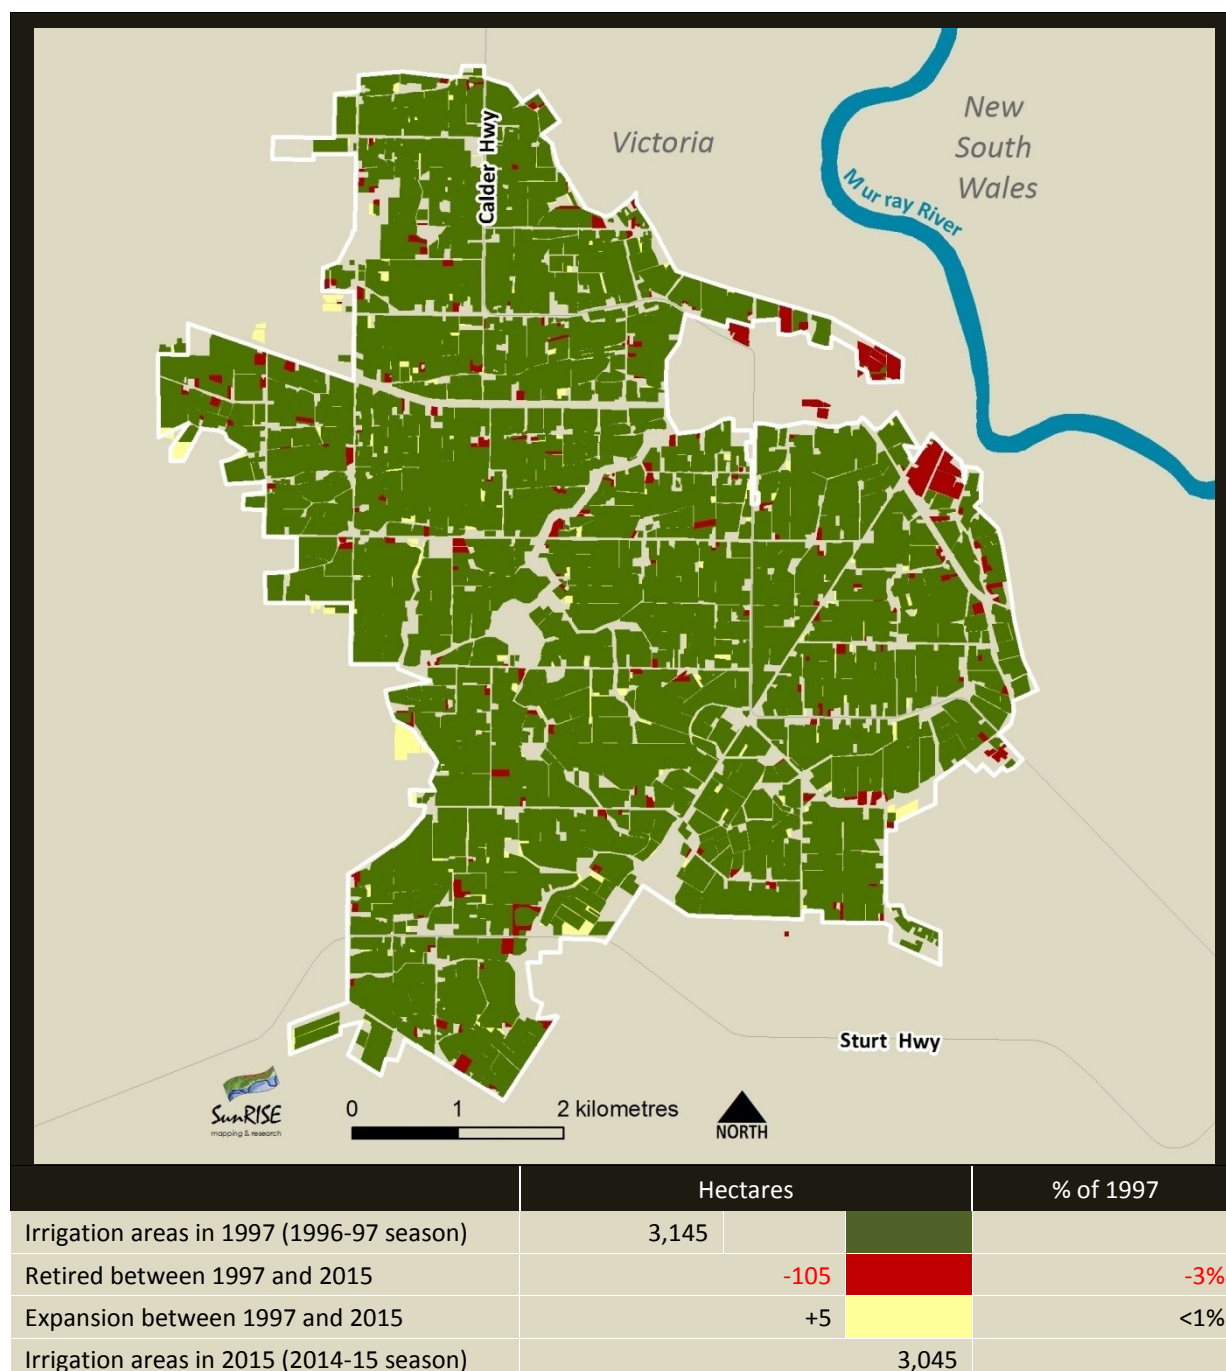 Victoria
New
South
Wales
Calder Hwy
Murray River
Sturt Hwy
SunRISE
mapping & research
0 1 2 kilometres
NORTH
Hectares % of 1997
Irrigation areas in 1997 (1996-97 season) 3,145
Retired between 1997 and 2015 -105 -3%
Expansion between 1997 and 2015 +5 <1%
Irrigation areas in 2015 (2014-15 season) 3,045